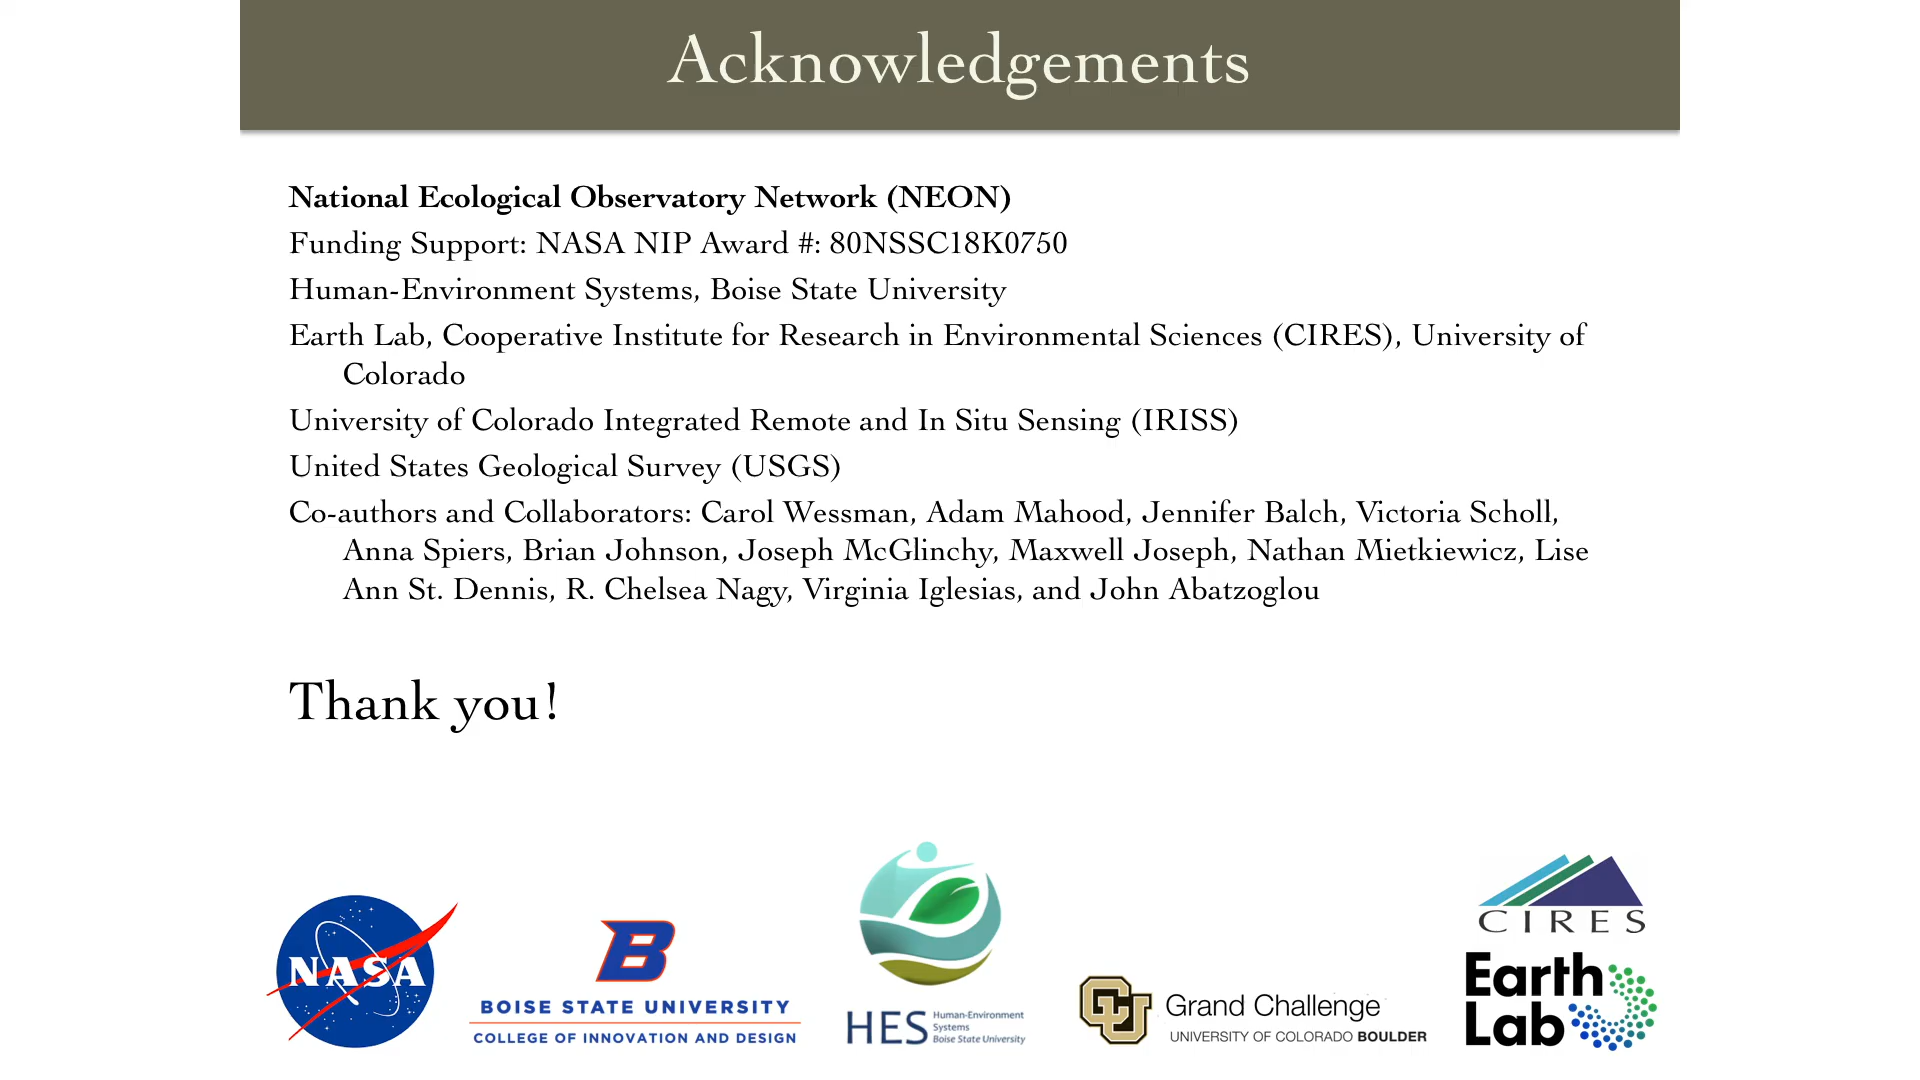 Acknowledgements
National Ecological Observatory Network (NEON)
Funding Support: NASA NIP Award #: 80NSSC18K0750
Human-Environment Systems, Boise State University
Earth Lab, Cooperative Institute for Research in Environmental Sciences (CIRES), University of
Colorado
University of Colorado Integrated Remote and In Situ Sensing (IRISS)
United States Geological Survey (USGS)
Co-authors and Collaborators: Carol Wessman, Adam Mahood, Jennifer Balch, Victoria Scholl,
Anna Spiers, Brian Johnson, Joseph McGlinchy, Maxwell Joseph, Nathan Mietkiewicz, Lise
Ann St. Dennis, R. Chelsea Nagy, Virginia Iglesias, and John Abatzoglou
Thank you!
NASA
B
BOISE STATE UNIVERSITY
COLLEGE OF INNOVATION AND DESIGN
HES
Human-Environment
Systems
Boise State University
CU
Grand Challenge
UNIVERSITY OF COLORADO BOULDER
CIRES
Earth
Lab